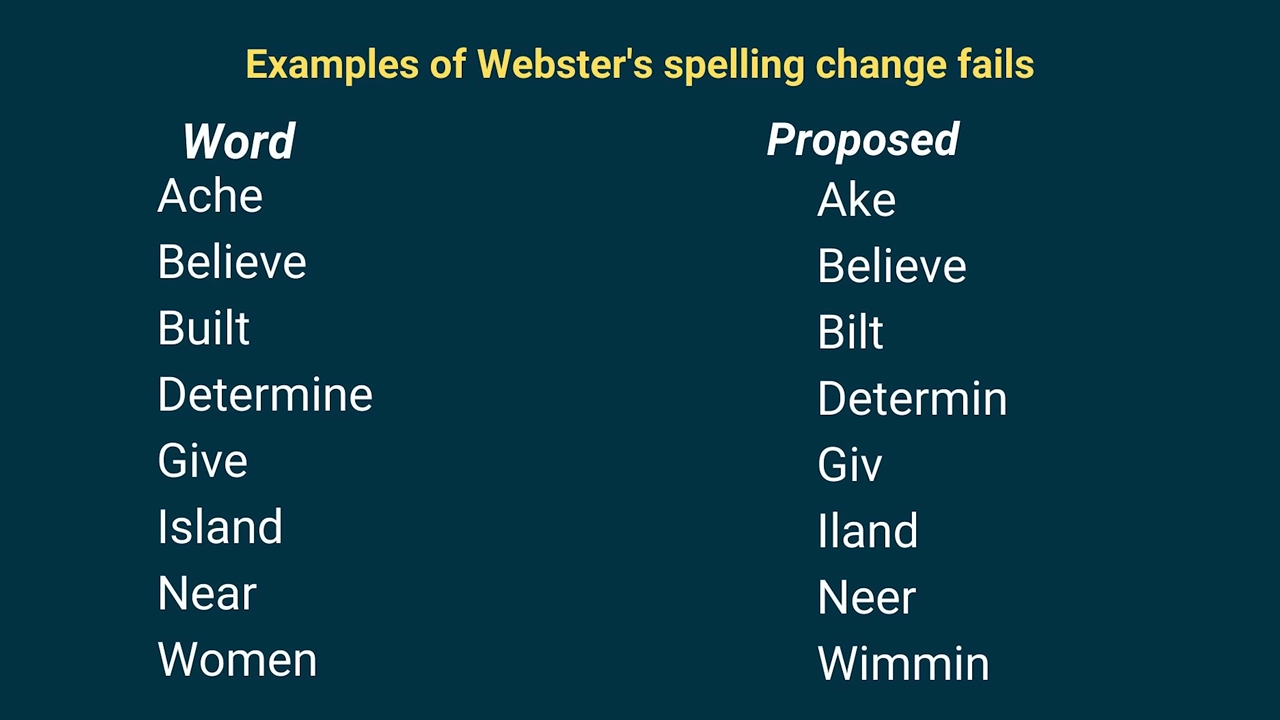 Examples of Webster's spelling change fails
Word Proposed
Ache Ake
Believe Believe
Built Bilt
Determine Determin
Give Giv
Island Iland
Near Neer
Women Wimmin